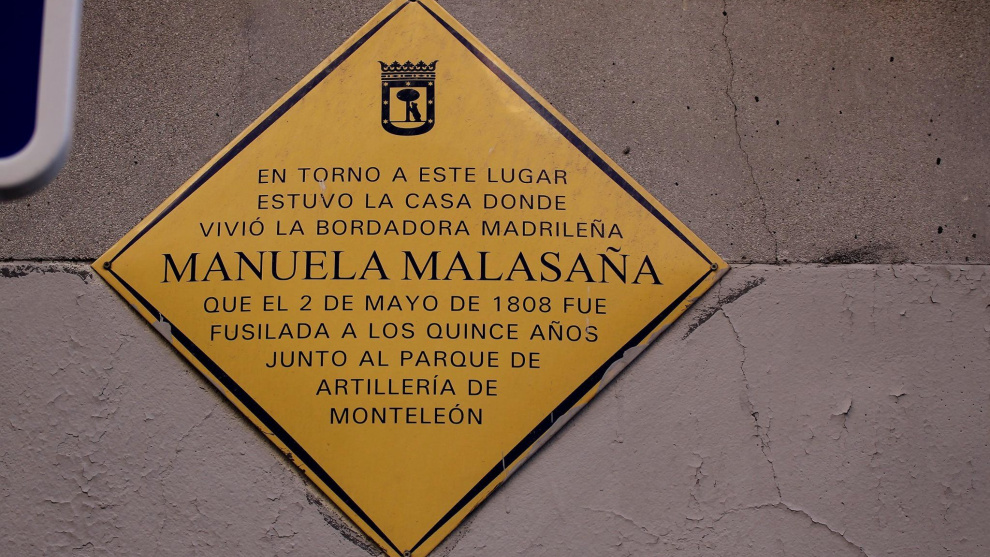 EN TORNO A ESTE LUGAR
ESTUVO LA CASA DONDE
VIVIÓ LA BORDADORA MADRILEÑA
MANUELA MALASAÑA
QUE EL 2 DE MAYO DE 1808 FUE
FUSILADA A LOS QUINCE AÑOS
JUNTO AL PARQUE DE
ARTILLERÍA DE
MONTELEÓN